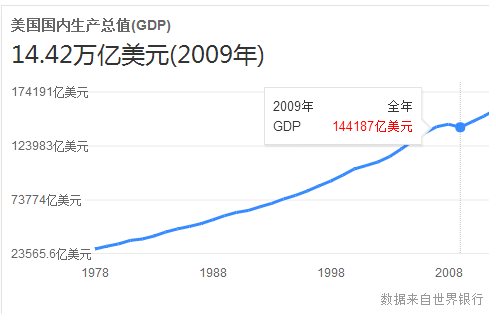 美国国内生产总值(GDP)
14.42万亿美元(2009年)
174191亿美元
2009年 全年
GDP 144187亿美元
123983亿美元
73774亿美元
23565.6亿美元
1978 1988 1998 2008
数据来自世界银行